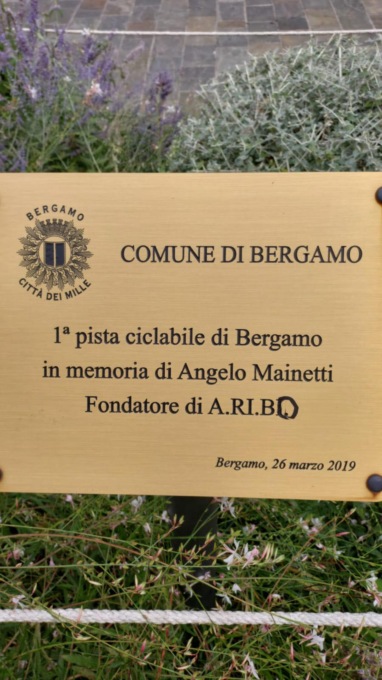 BERGAMO
CITTÀ DEI MILLE
COMUNE DI BERGAMO
1ª pista ciclabile di Bergamo
in memoria di Angelo Mainetti
Fondatore di A.RI.BO
Bergamo, 26 marzo 2019